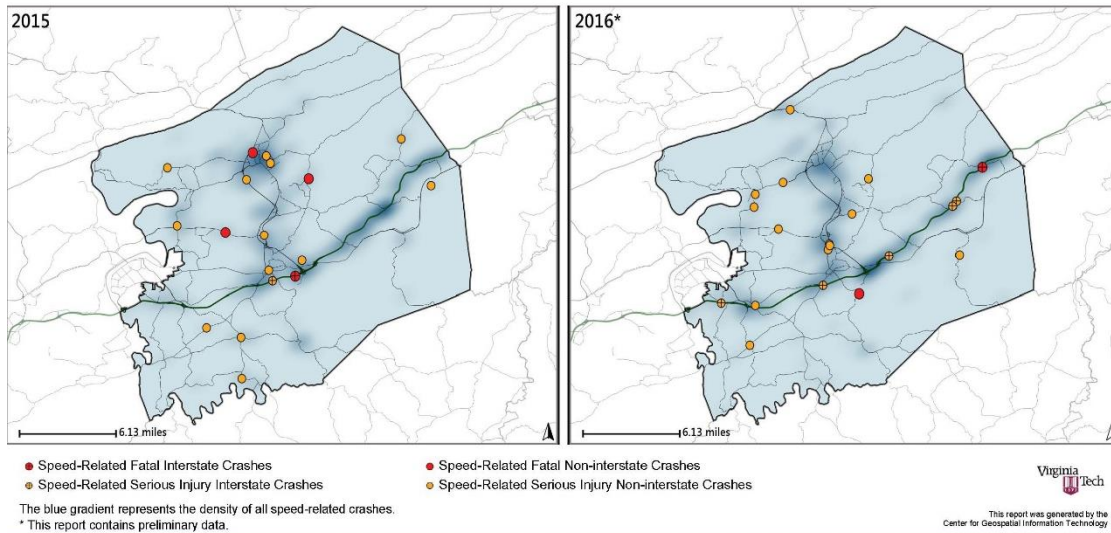 2015
2016*
6.13 miles
6.13 miles
Speed-Related Fatal Interstate Crashes
Speed-Related Fatal Non-interstate Crashes
Speed-Related Serious Injury Interstate Crashes
Speed-Related Serious Injury Non-interstate Crashes
The blue gradient represents the density of all speed-related crashes.
* This report contains preliminary data.
Virginia
Tech
This report was generated by the
Center for Geospatial Information Technology